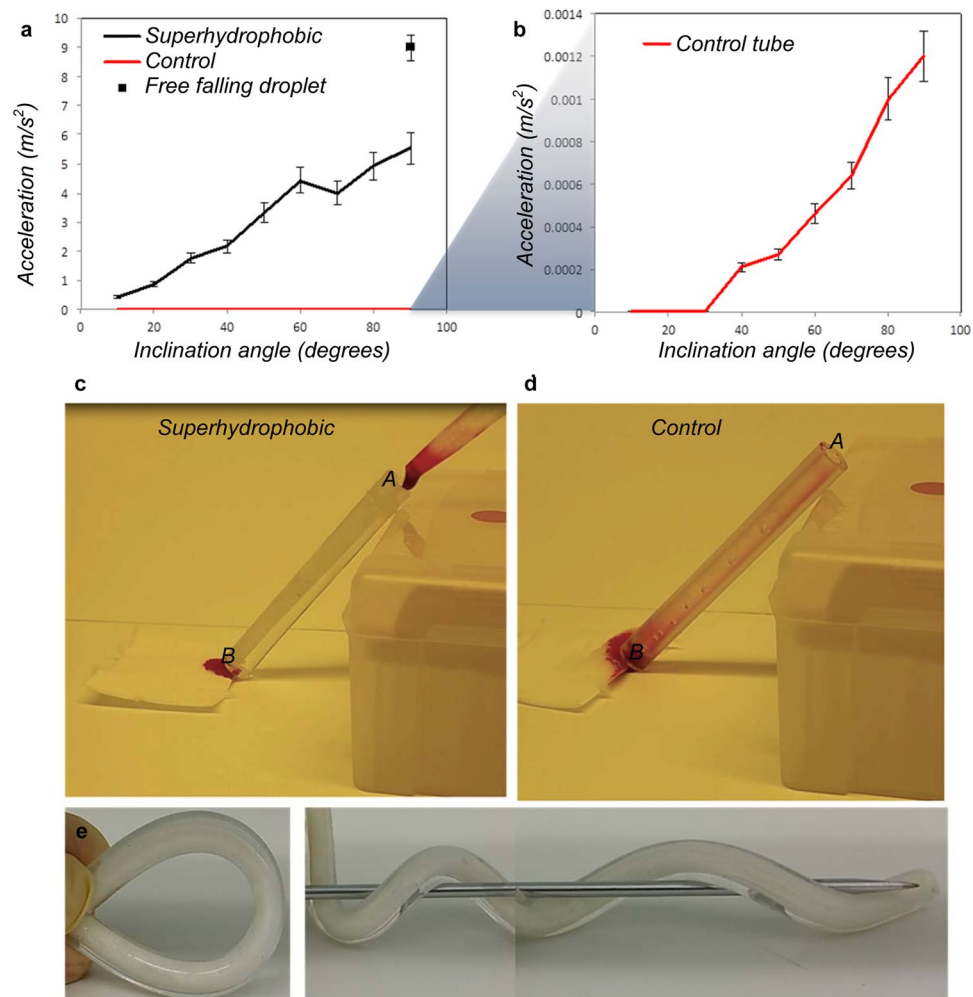 a
Superhydrophobic
Control
Free falling droplet
10
9
8
7
6
5
4
3
2
1
0
Acceleration (m/s²)
0 20 40 60 80 100
Inclination angle (degrees)
b
Control tube
0.0014
0.0012
0.001
0.0008
0.0006
0.0004
0.0002
0
Acceleration (m/s²)
0 20 40 60 80 100
Inclination angle (degrees)
c
Superhydrophobic
A
B
d
Control
A
B
e